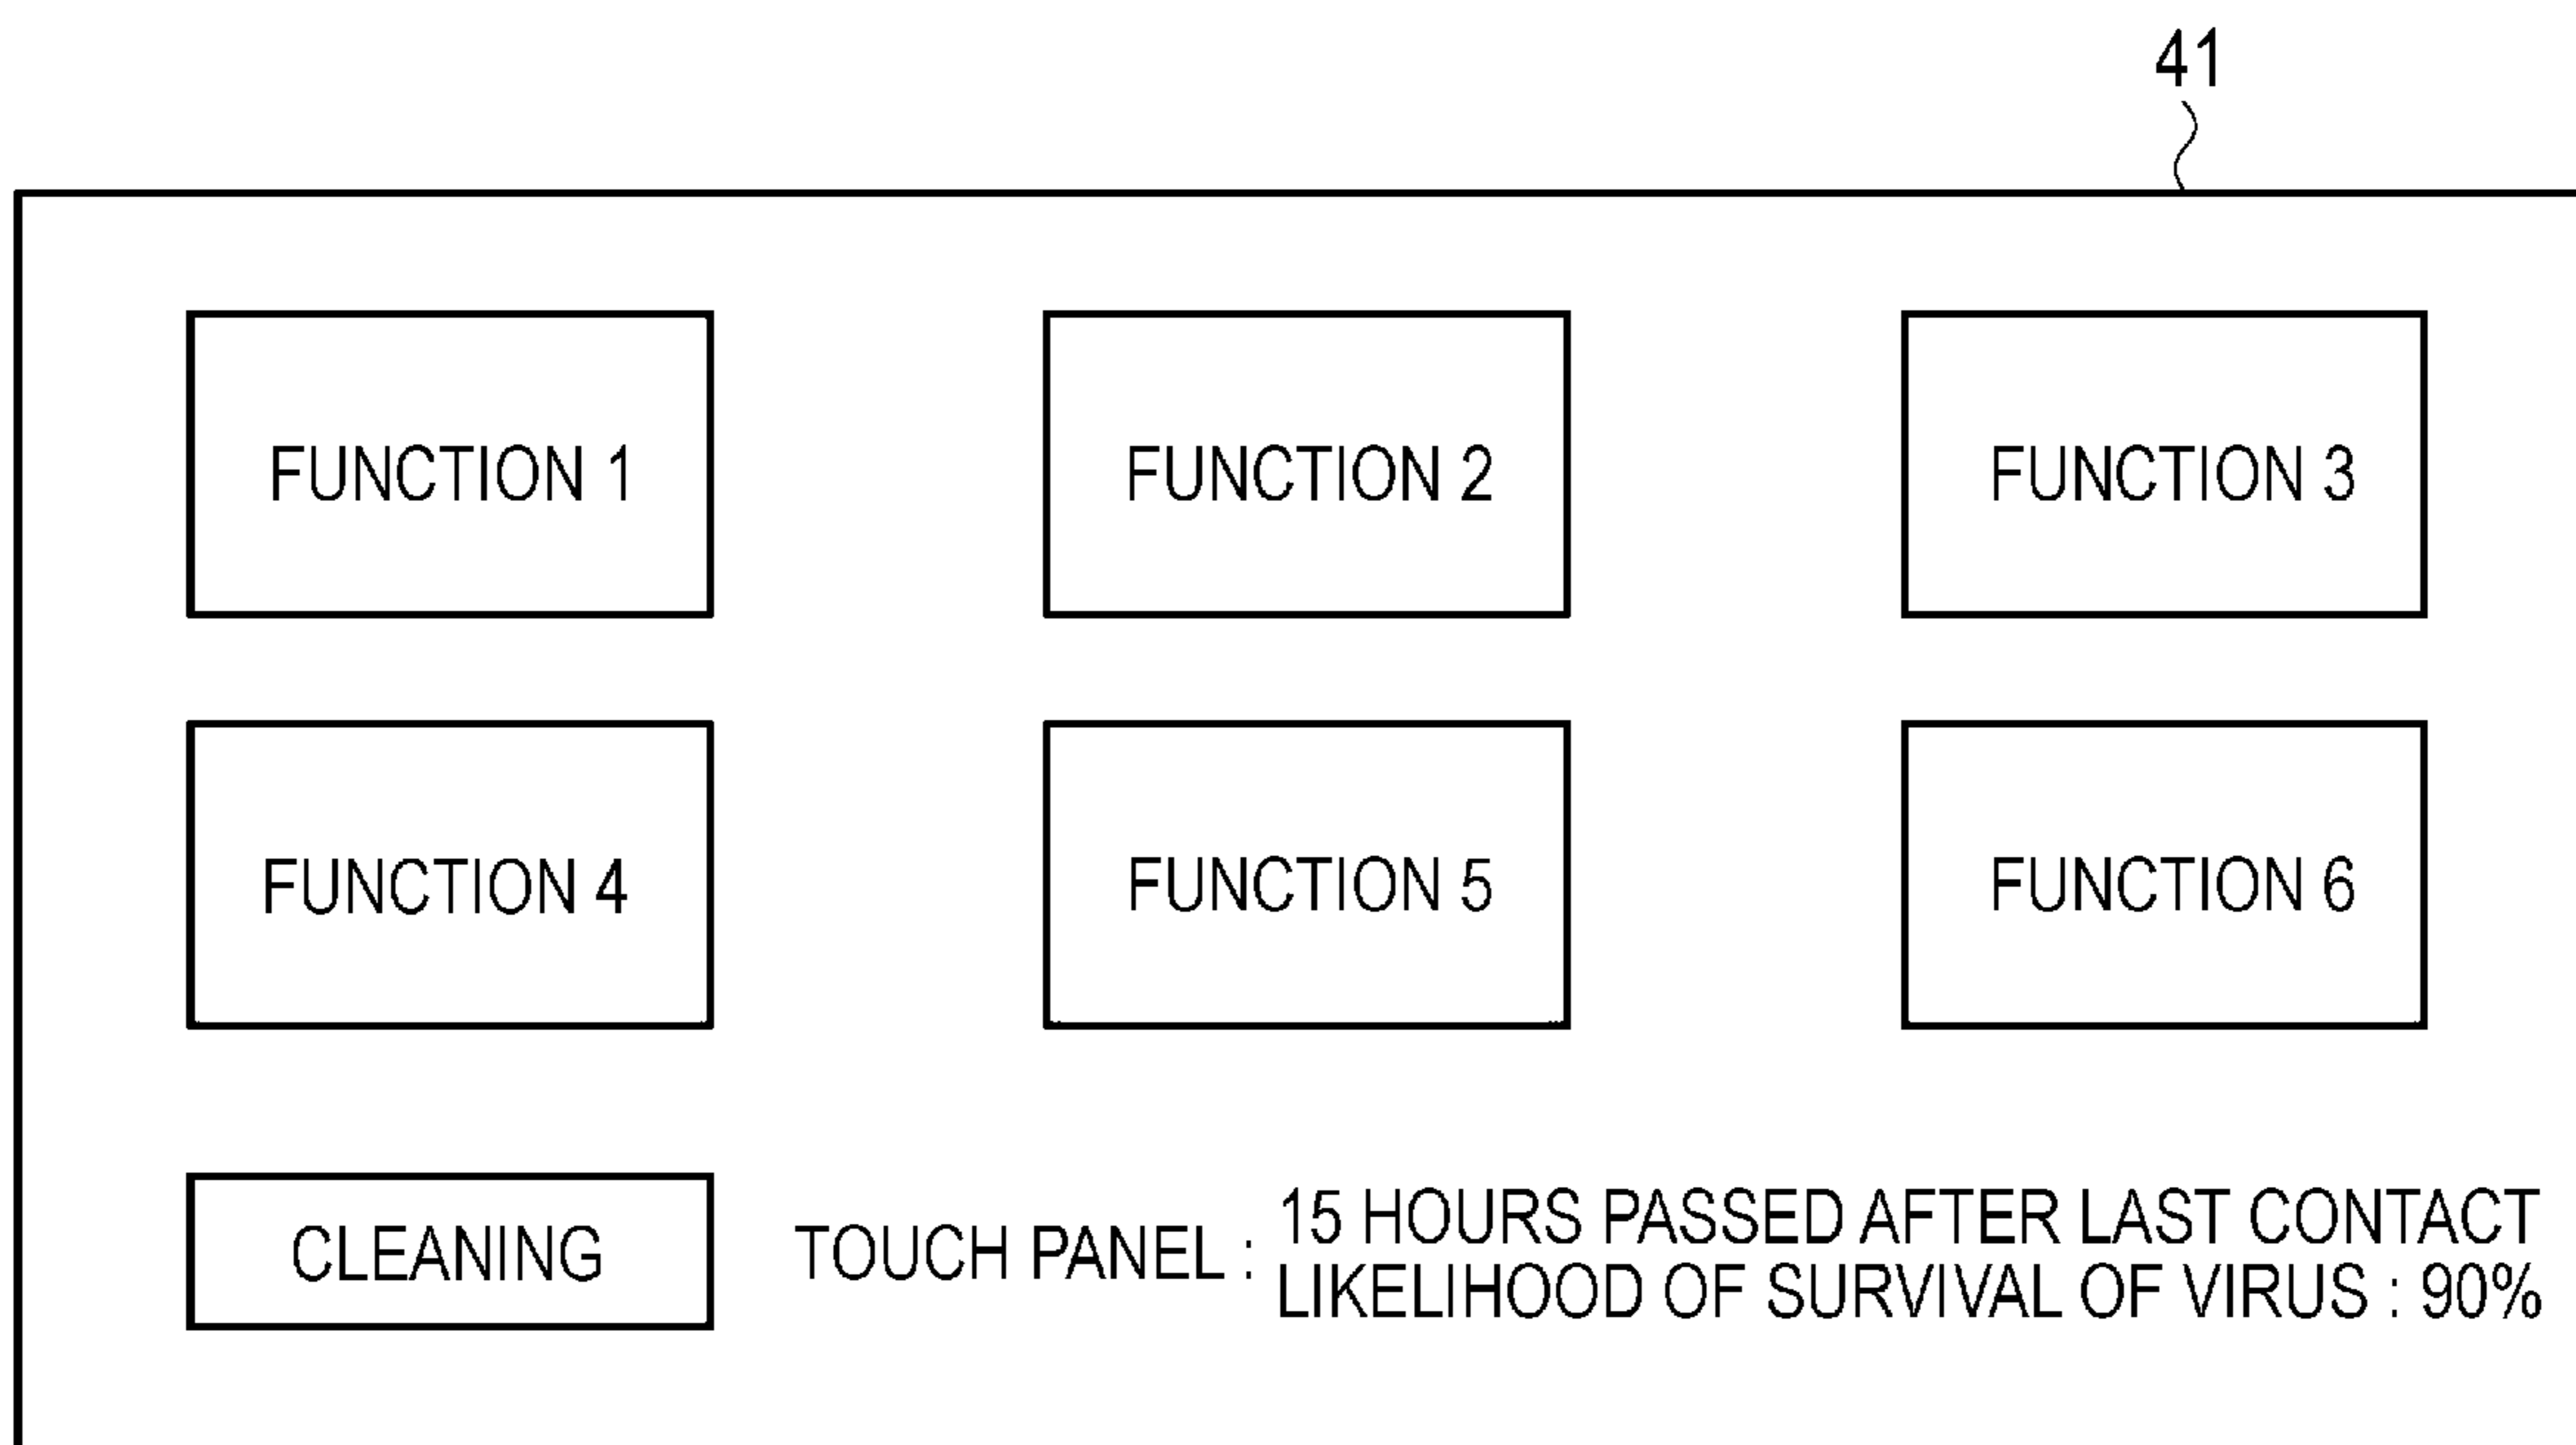 41
FUNCTION 1
FUNCTION 2
FUNCTION 3
FUNCTION 4
FUNCTION 5
FUNCTION 6
CLEANING
TOUCH PANEL :
15 HOURS PASSED AFTER LAST CONTACT
LIKELIHOOD OF SURVIVAL OF VIRUS : 90%